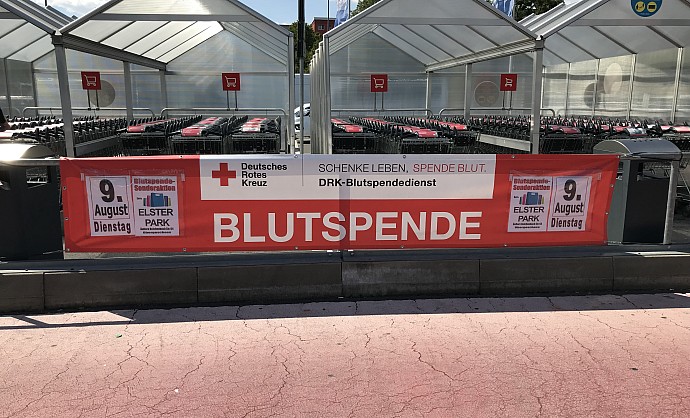 Deutsches
Rotes
Kreuz
SCHENKE LEBEN, SPENDE BLUT.
DRK-Blutspendedienst
BLUTSPENDE
9.
August
Dienstag
Blutspende-
Sonderaktion
ELSTER
PARK
Blutspende-
Sonderaktion
ELSTER
PARK
9.
August
Dienstag